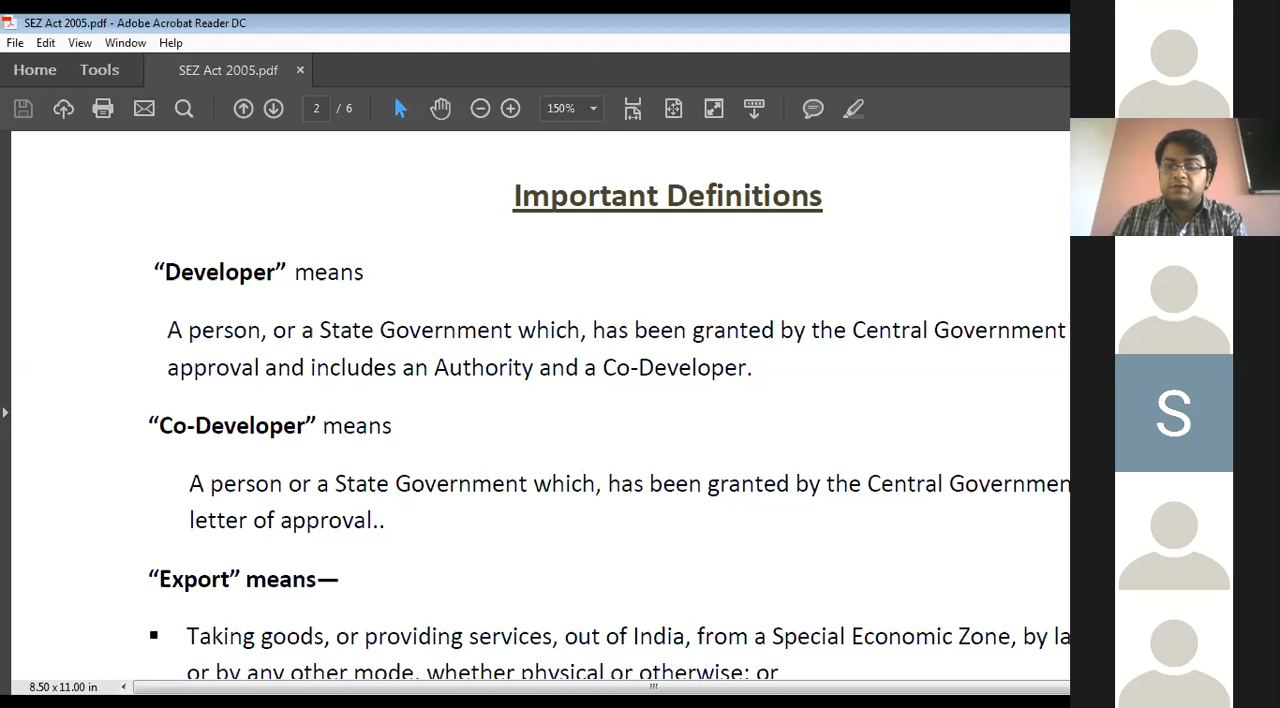 SEZ Act 2005.pdf - Adobe Acrobat Reader DC
File Edit View Window Help
Home Tools SEZ Act 2005.pdf ×
2 / 6 150%
Important Definitions
“Developer” means
A person, or a State Government which, has been granted by the Central Government
approval and includes an Authority and a Co-Developer.
“Co-Developer” means
A person or a State Government which, has been granted by the Central Governmen
letter of approval..
“Export” means—
▪ Taking goods, or providing services, out of India, from a Special Economic Zone, by la
or by any other mode, whether physical or otherwise; or
8.50 x 11.00 in
S